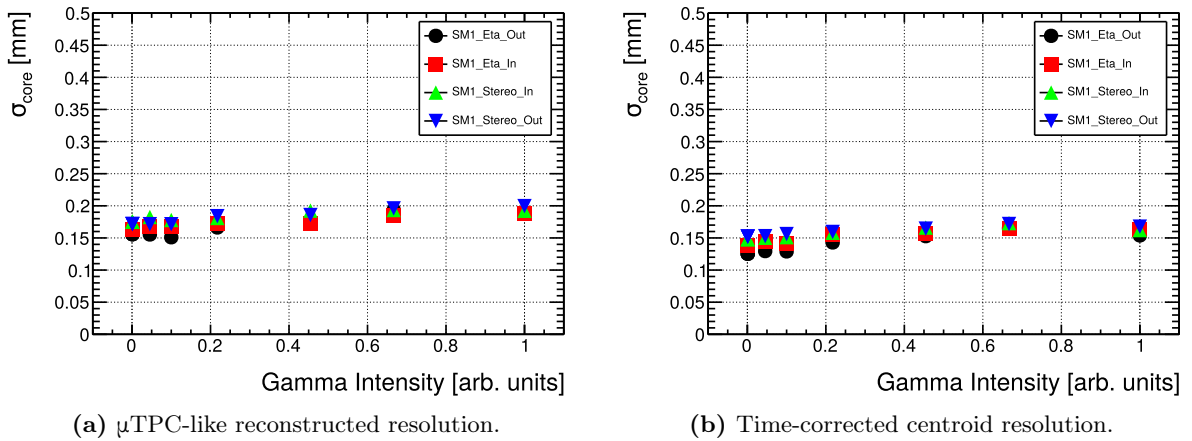 σcore [mm]
0.5
0.45
0.4
0.35
0.3
0.25
0.2
0.15
0.1
0.05
0
SM1_Eta_Out
SM1_Eta_In
SM1_Stereo_In
SM1_Stereo_Out
0 0.2 0.4 0.6 0.8 1
Gamma Intensity [arb. units]
(a) µTPC-like reconstructed resolution.
σcore [mm]
0.5
0.45
0.4
0.35
0.3
0.25
0.2
0.15
0.1
0.05
0
SM1_Eta_Out
SM1_Eta_In
SM1_Stereo_In
SM1_Stereo_Out
0 0.2 0.4 0.6 0.8 1
Gamma Intensity [arb. units]
(b) Time-corrected centroid resolution.